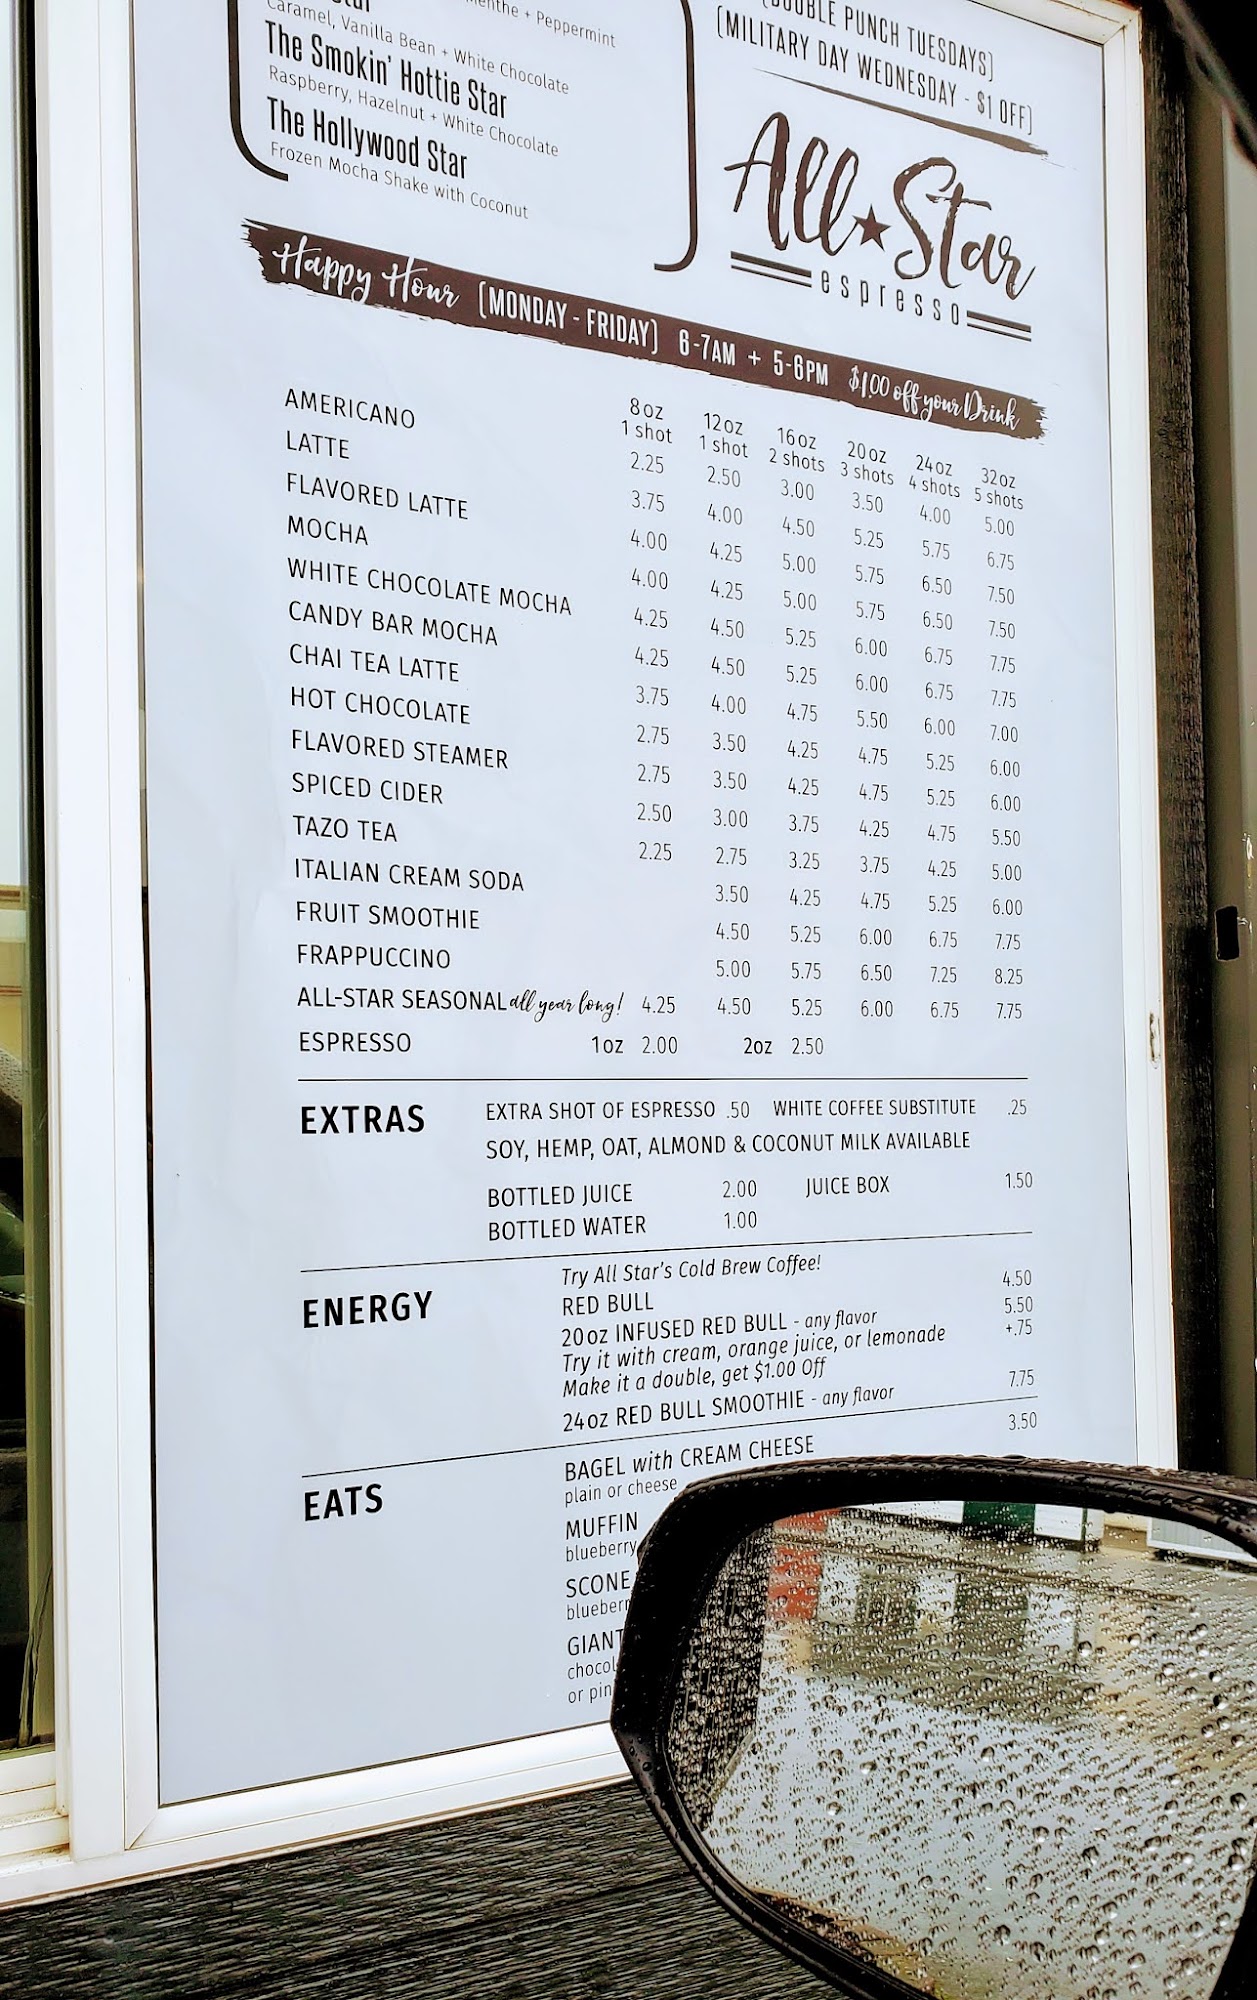 Caramel, Vanilla Bean + White Chocolate
The Smokin' Hottie Star
Raspberry, Hazelnut + White Chocolate
The Hollywood Star
Frozen Mocha Shake with Coconut
+ Peppermint
(DOUBLE PUNCH TUESDAYS)
(MILITARY DAY WEDNESDAY - $1 OFF)
All★Star
espresso
Happy Hour (MONDAY - FRIDAY) 6-7AM + 5-6PM $1.00 off your Drink
8oz 12oz 16oz 20oz 24oz 32oz
1 shot 1 shot 2 shots 3 shots 4 shots 5 shots
AMERICANO 2.25 2.50 3.00 3.50 4.00 5.00
LATTE 3.75 4.00 4.50 5.25 5.75 6.75
FLAVORED LATTE 4.00 4.25 5.00 5.75 6.50 7.50
MOCHA 4.00 4.25 5.00 5.75 6.50 7.50
WHITE CHOCOLATE MOCHA 4.25 4.50 5.25 6.00 6.75 7.75
CANDY BAR MOCHA 4.25 4.50 5.25 6.00 6.75 7.75
CHAI TEA LATTE 3.75 4.00 4.75 5.50 6.00 7.00
HOT CHOCOLATE 2.75 3.50 4.25 4.75 5.25 6.00
FLAVORED STEAMER 2.75 3.50 4.25 4.75 5.25 6.00
SPICED CIDER 2.50 3.00 3.75 4.25 4.75 5.50
TAZO TEA 2.25 2.75 3.25 3.75 4.25 5.00
ITALIAN CREAM SODA 3.50 4.25 4.75 5.25 6.00
FRUIT SMOOTHIE 4.50 5.25 6.00 6.75 7.75
FRAPPUCCINO 5.00 5.75 6.50 7.25 8.25
ALL-STAR SEASONAL all year long! 4.25 4.50 5.25 6.00 6.75 7.75
ESPRESSO 1oz 2.00 2oz 2.50
EXTRAS
EXTRA SHOT OF ESPRESSO .50 WHITE COFFEE SUBSTITUTE .25
SOY, HEMP, OAT, ALMOND & COCONUT MILK AVAILABLE
BOTTLED JUICE 2.00 JUICE BOX 1.50
BOTTLED WATER 1.00
ENERGY
Try All Star's Cold Brew Coffee!
RED BULL 4.50
20oz INFUSED RED BULL - any flavor 5.50
Try it with cream, orange juice, or lemonade +.75
Make it a double, get $1.00 Off
24oz RED BULL SMOOTHIE - any flavor 7.75
EATS
BAGEL with CREAM CHEESE 3.50
plain or cheese
MUFFIN
blueberry
SCONE
GIANT
or